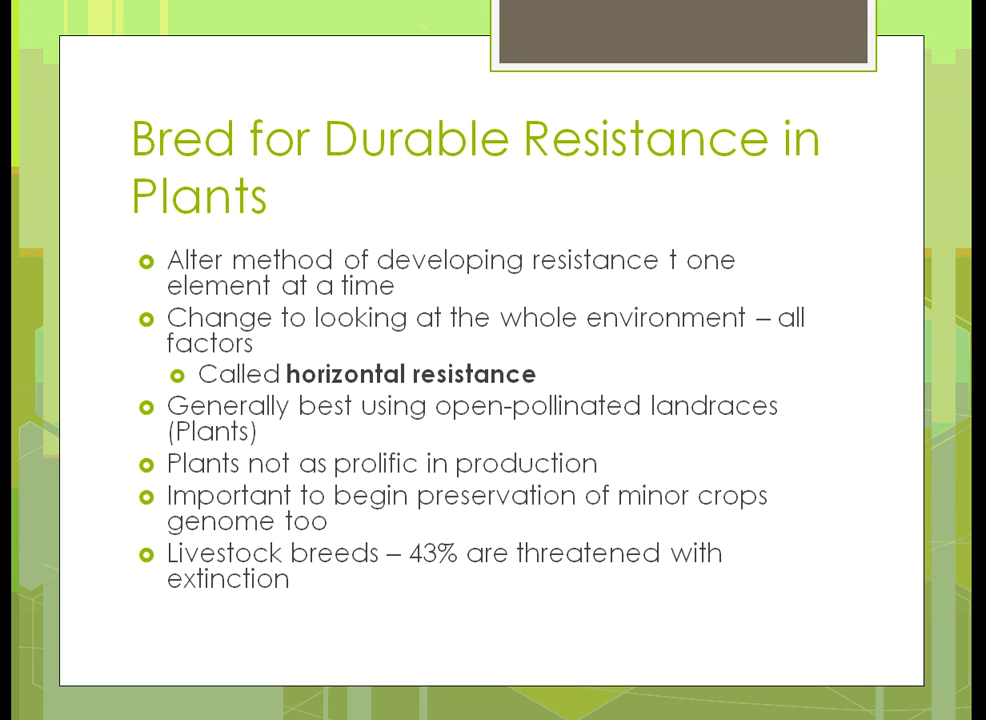 Bred for Durable Resistance in
Plants
Alter method of developing resistance t one
element at a time
Change to looking at the whole environment – all
factors
Called horizontal resistance
Generally best using open-pollinated landraces
(Plants)
Plants not as prolific in production
Important to begin preservation of minor crops
genome too
Livestock breeds – 43% are threatened with
extinction